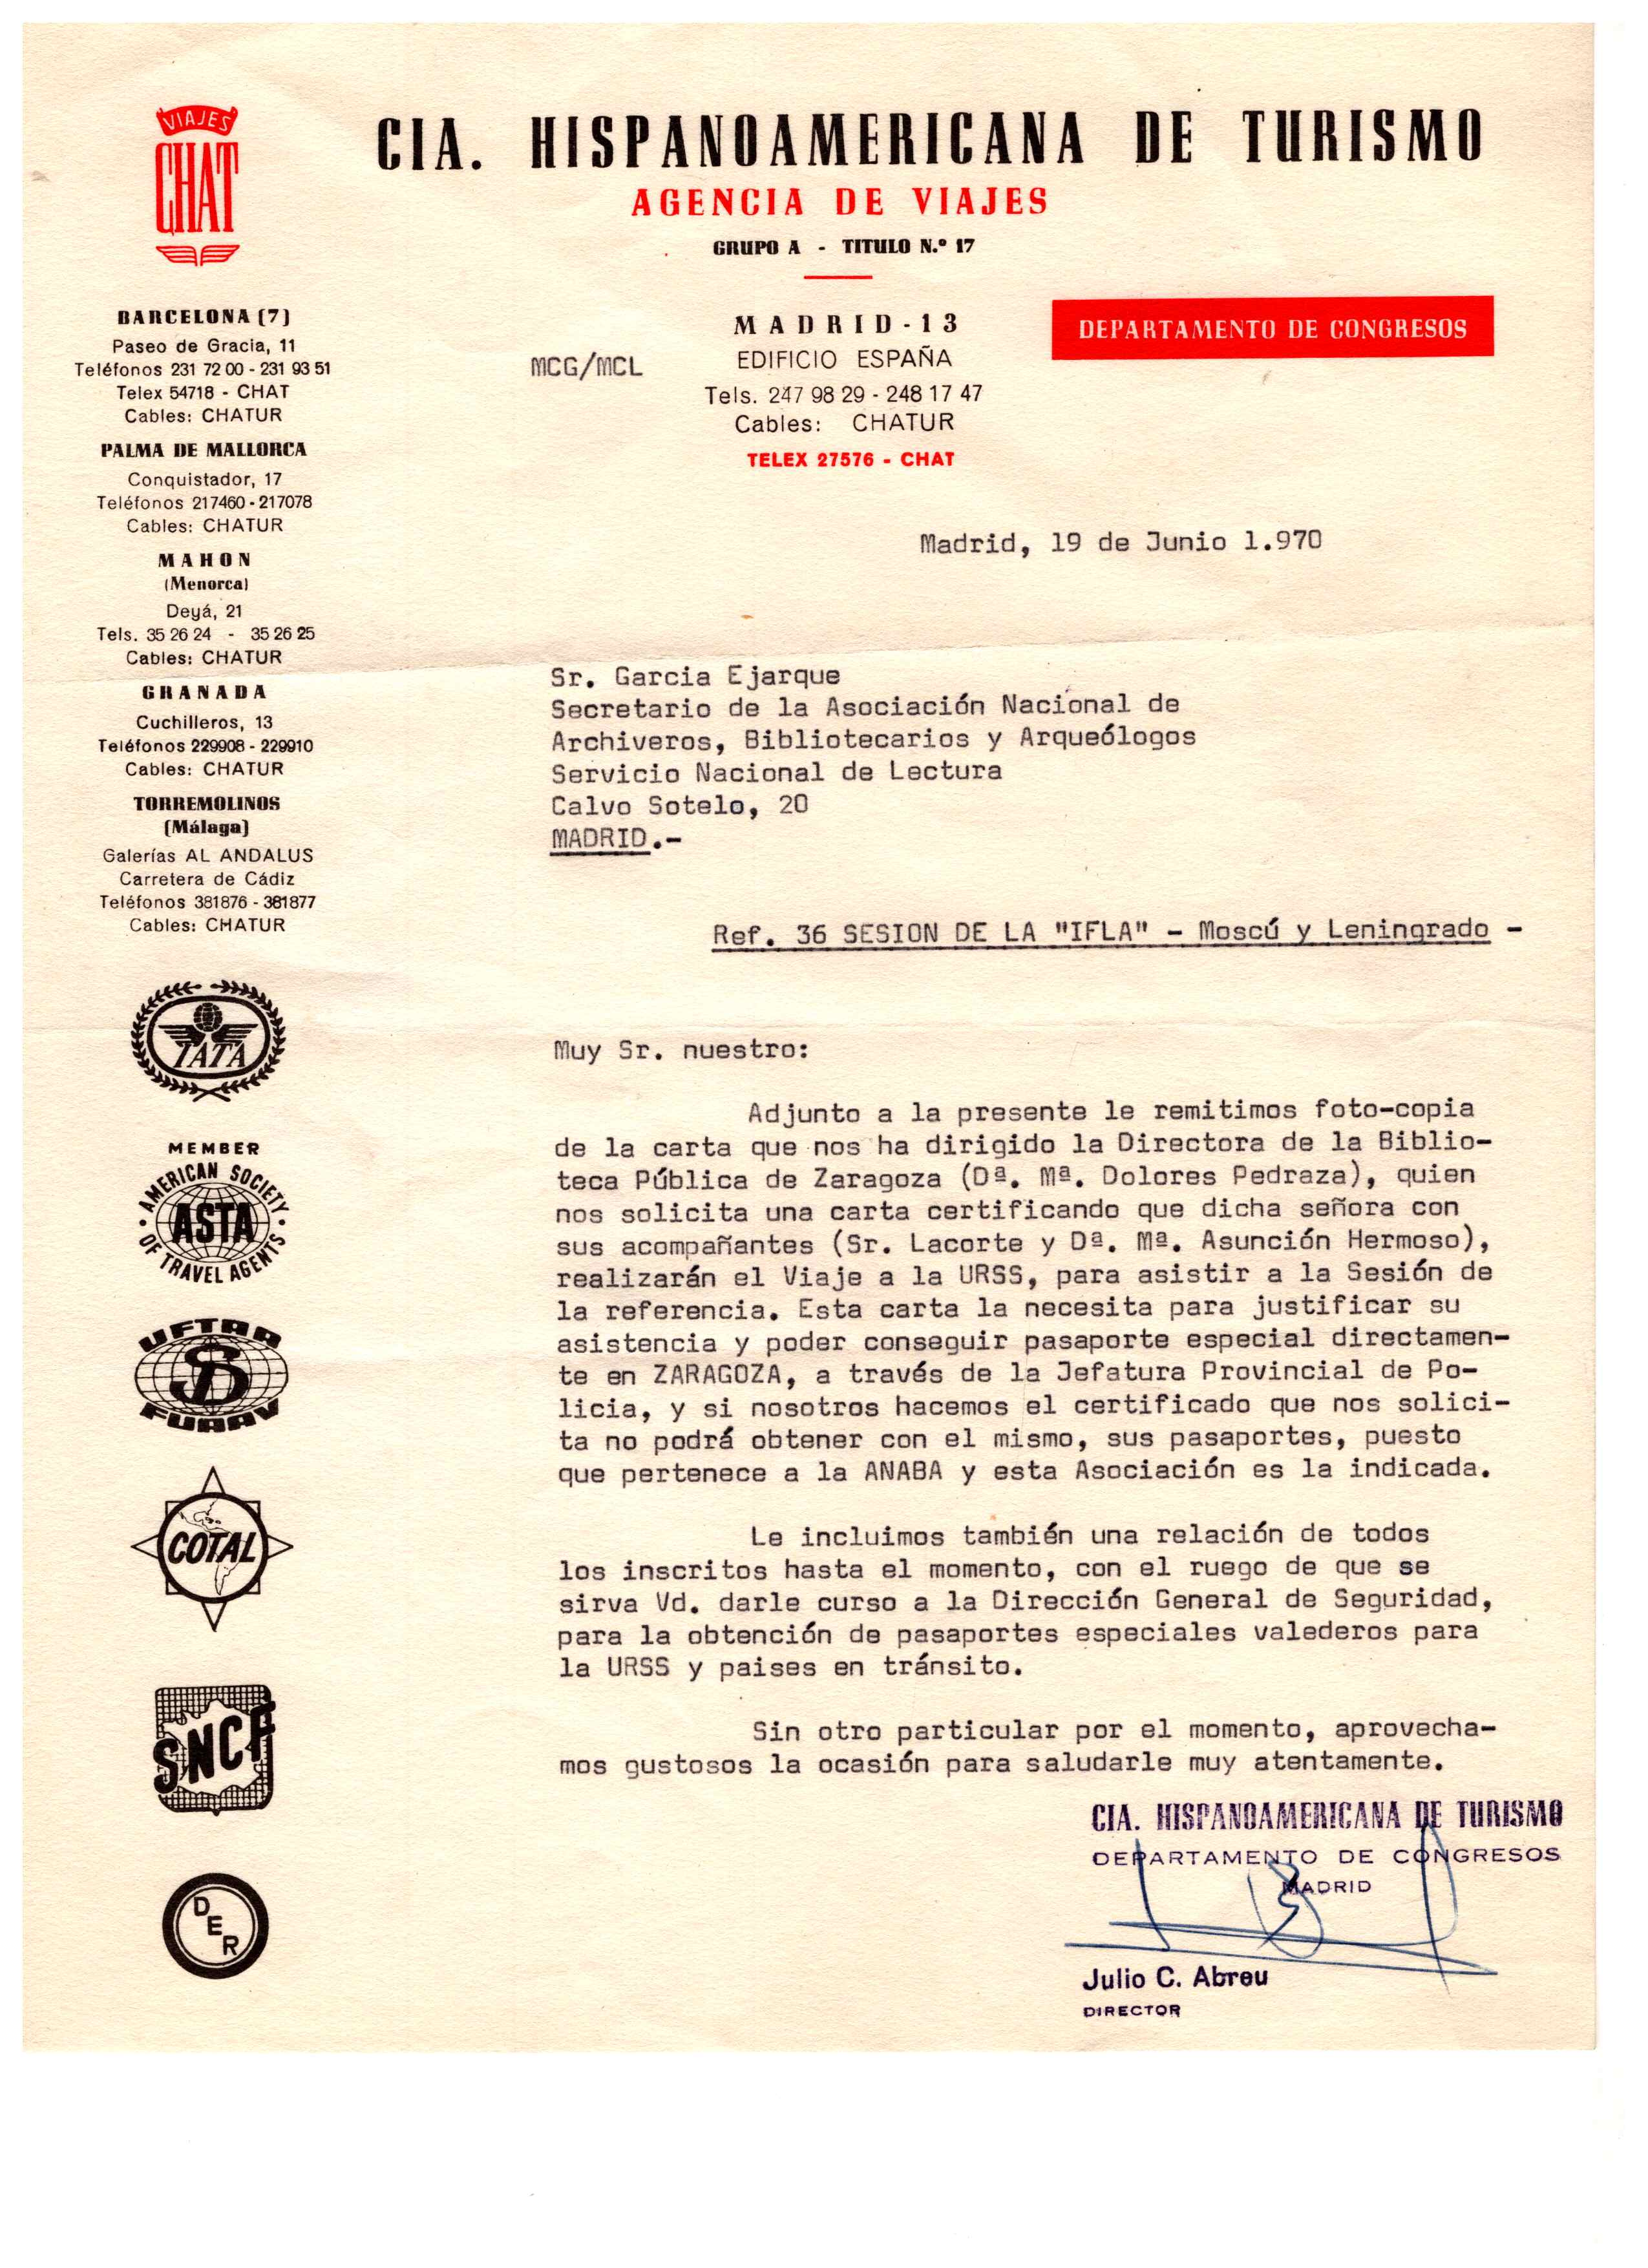 VIAJES
CHAT
CIA. HISPANOAMERICANA DE TURISMO
AGENCIA DE VIAJES
GRUPO A - TITULO N.º 17
DEPARTAMENTO DE CONGRESOS
MADRID-13
EDIFICIO ESPAÑA
Tels. 247 98 29 - 248 17 47
Cables: CHATUR
TELEX 27576 - CHAT
MCG/MCL
BARCELONA (7)
Paseo de Gracia, 11
Teléfonos 231 72 00 - 231 93 51
Telex 54718 - CHAT
Cables: CHATUR
PALMA DE MALLORCA
Conquistador, 17
Teléfonos 217460 - 217078
Cables: CHATUR
MAHON
(Menorca)
Deyá, 21
Tels. 35 26 24 - 35 26 25
Cables: CHATUR
GRANADA
Cuchilleros, 13
Teléfonos 229908 - 229910
Cables: CHATUR
TORREMOLINOS
(Málaga)
Galerías AL ANDALUS
Carretera de Cádiz
Teléfonos 381876 - 381877
Cables: CHATUR
IATA
MEMBER
AMERICAN SOCIETY
ASTA
OF TRAVEL AGENTS
UFTAA
FUAAV
COTAL
SNCF
DER
Madrid, 19 de Junio 1.970
Sr. Garcia Ejarque
Secretario de la Asociación Nacional de
Archiveros, Bibliotecarios y Arqueólogos
Servicio Nacional de Lectura
Calvo Sotelo, 20
MADRID.-
Ref. 36 SESION DE LA "IFLA" - Moscú y Leningrado -
Muy Sr. nuestro:
Adjunto a la presente le remitimos foto-copia
de la carta que nos ha dirigido la Directora de la Biblio-
teca Pública de Zaragoza (Dª. Mª. Dolores Pedraza), quien
nos solicita una carta certificando que dicha señora con
sus acompañantes (Sr. Lacorte y Dª. Mª. Asunción Hermoso),
realizarán el Viaje a la URSS, para asistir a la Sesión de
la referencia. Esta carta la necesita para justificar su
asistencia y poder conseguir pasaporte especial directamen-
te en ZARAGOZA, a través de la Jefatura Provincial de Po-
licia, y si nosotros hacemos el certificado que nos solici-
ta no podrá obtener con el mismo, sus pasaportes, puesto
que pertenece a la ANABA y esta Asociación es la indicada.
Le incluimos también una relación de todos
los inscritos hasta el momento, con el ruego de que se
sirva Vd. darle curso a la Dirección General de Seguridad,
para la obtención de pasaportes especiales valederos para
la URSS y paises en tránsito.
Sin otro particular por el momento, aprovecha-
mos gustosos la ocasión para saludarle muy atentamente.
CIA. HISPANOAMERICANA DE TURISMO
DEPARTAMENTO DE CONGRESOS
MADRID
Julio C. Abreu
DIRECTOR